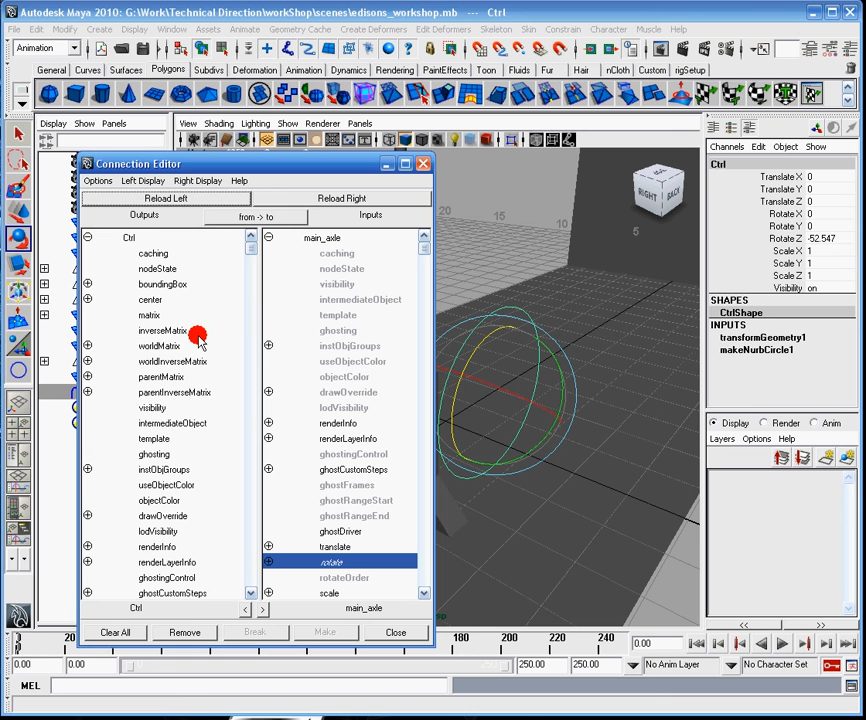 Autodesk Maya 2010: G:\Work\Technical Direction\workShop\scenes\edisons_workshop.mb --- Ctrl
File Edit Modify Create Display Window Assets Animate Geometry Cache Create Deformers Edit Deformers Skeleton Skin Constrain Character Muscle Help
Animation
General Curves Surfaces Polygons Subdivs Deformation Animation Dynamics Rendering PaintEffects Toon Fluids Fur Hair nCloth Custom rigSetup
Display Show Panels
View Shading Lighting Show Renderer Panels
Channels Edit Object Show
Connection Editor
Options Left Display Right Display Help
Reload Left Reload Right
Outputs from -> to Inputs
Ctrl main_axle
caching caching
nodeState nodeState
boundingBox visibility
center intermediateObject
matrix template
inverseMatrix ghosting
worldMatrix instObjGroups
worldInverseMatrix useObjectColor
parentMatrix objectColor
parentInverseMatrix drawOverride
visibility lodVisibility
intermediateObject renderInfo
template renderLayerInfo
ghosting ghostingControl
instObjGroups ghostCustomSteps
useObjectColor ghostFrames
objectColor ghostRangeStart
drawOverride ghostRangeEnd
lodVisibility ghostDriver
renderInfo translate
renderLayerInfo rotate
ghostingControl rotateOrder
ghostCustomSteps scale
Ctrl < > main_axle
Clear All Remove Break Make Close
20 15 5
RIGHT BACK
Ctrl
Translate X 0
Translate Y 0
Translate Z 0
Rotate X 0
Rotate Y 0
Rotate Z -52.547
Scale X 1
Scale Y 1
Scale Z 1
Visibility on
SHAPES
CtrlShape
INPUTS
transformGeometry1
makeNurbCircle1
Display Render Anim
Layers Options Help
<< >>
20 180 200 220 240 0.00
0.00 0.00 250.00 250.00 No Anim Layer No Character Set
MEL